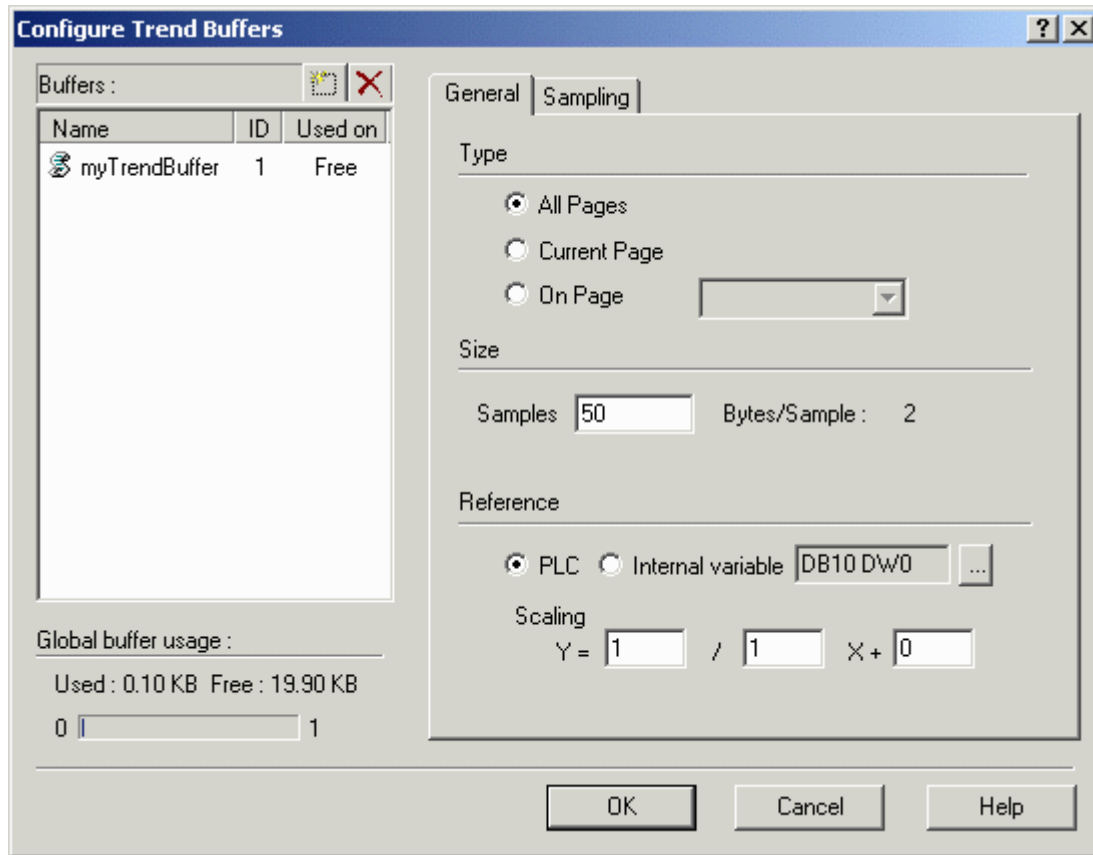 Configure Trend Buffers
Buffers :
Name ID Used on
myTrendBuffer 1 Free
Global buffer usage :
Used : 0.10 KB Free : 19.90 KB
0 1
General Sampling
Type
All Pages
Current Page
On Page
Size
Samples 50 Bytes/Sample : 2
Reference
PLC Internal variable DB10 DW0 ...
Scaling
Y = 1 / 1 X + 0
OK Cancel Help